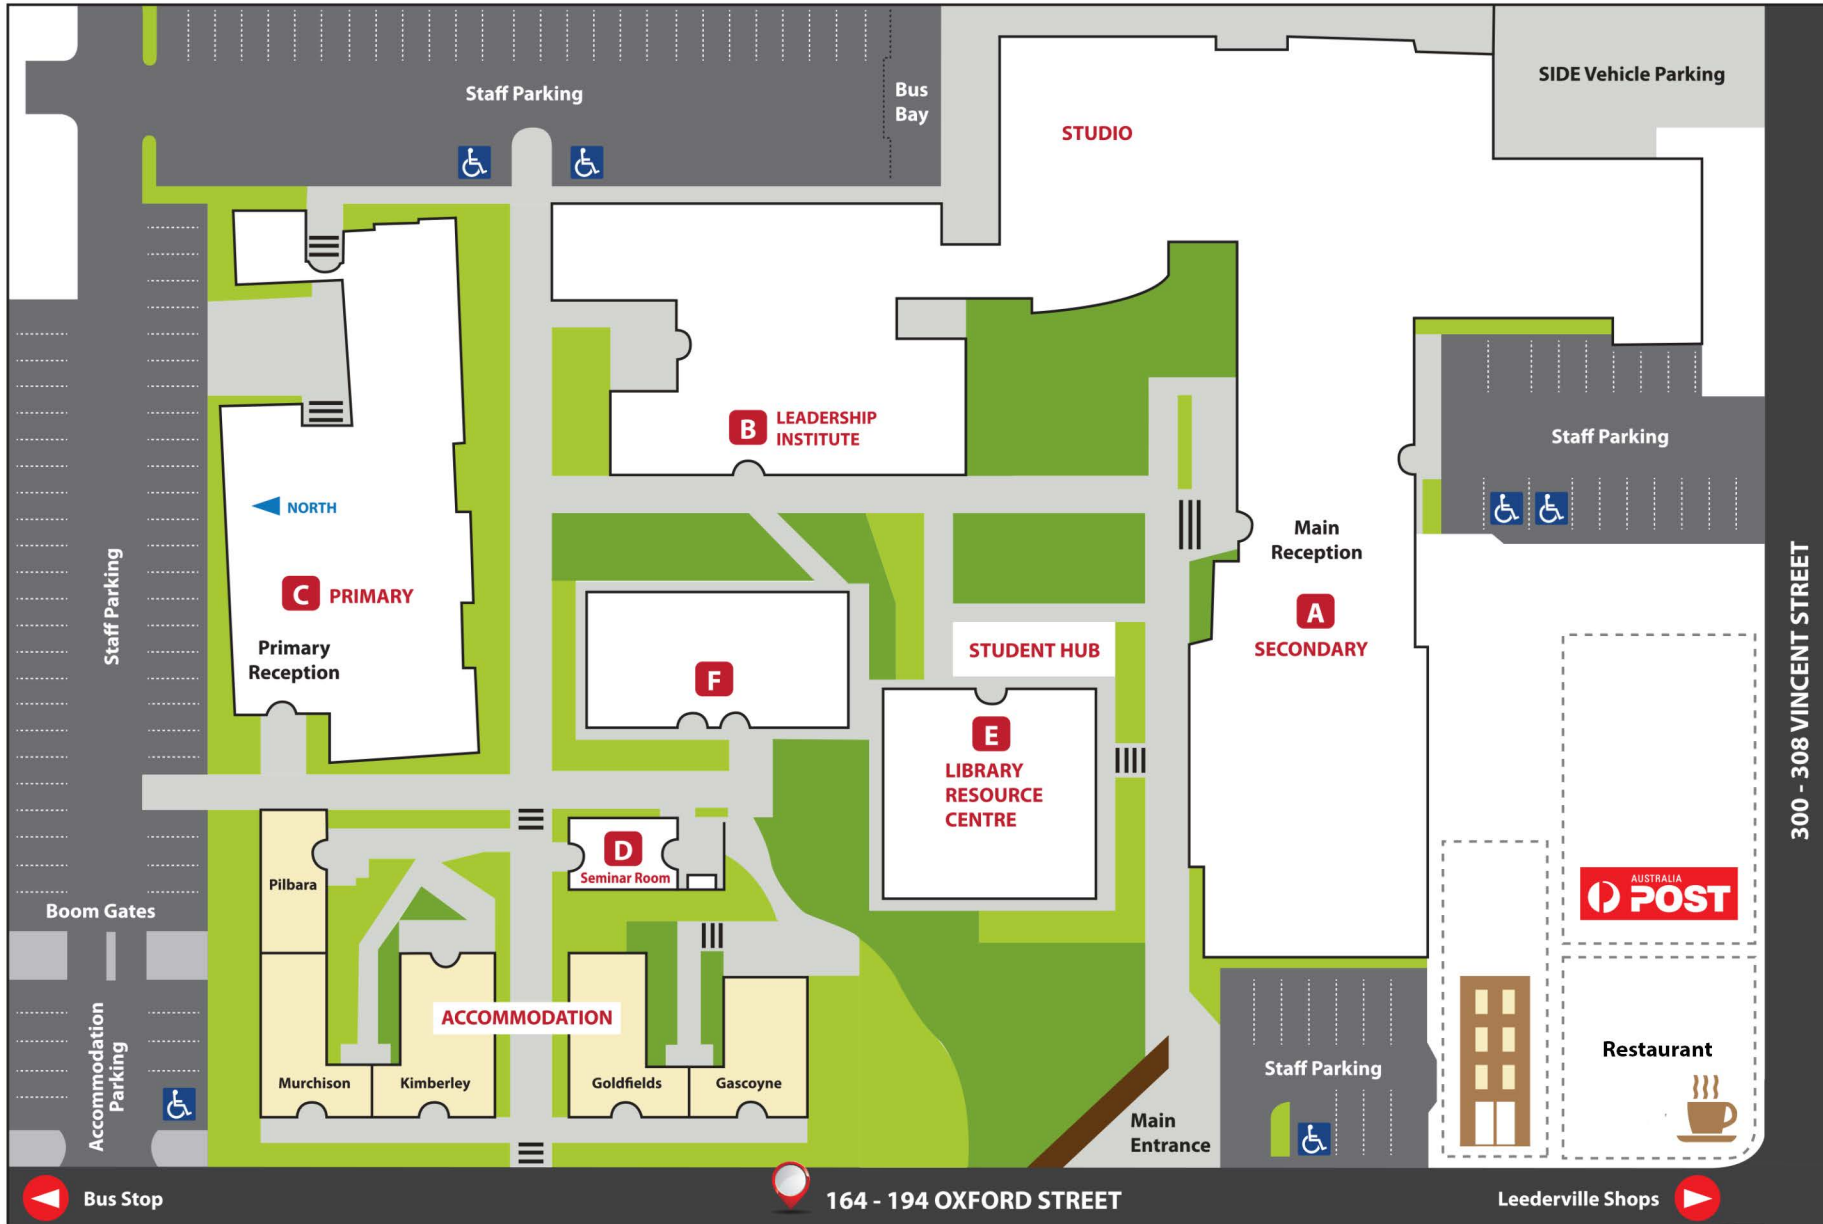 SIDE Vehicle Parking
Staff Parking
Bus
Bay
STUDIO
B
LEADERSHIP
INSTITUTE
Staff Parking
NORTH
Main
Reception
C
PRIMARY
A
SECONDARY
Staff Parking
Primary
Reception
F
STUDENT HUB
E
LIBRARY
RESOURCE
CENTRE
300 - 308 VINCENT STREET
D
Seminar Room
Pilbara
Boom Gates
AUSTRALIA
POST
ACCOMMODATION
Accommodation
Parking
Murchison
Kimberley
Goldfields
Gascoyne
Staff Parking
Restaurant
Main
Entrance
Bus Stop
164 - 194 OXFORD STREET
Leederville Shops